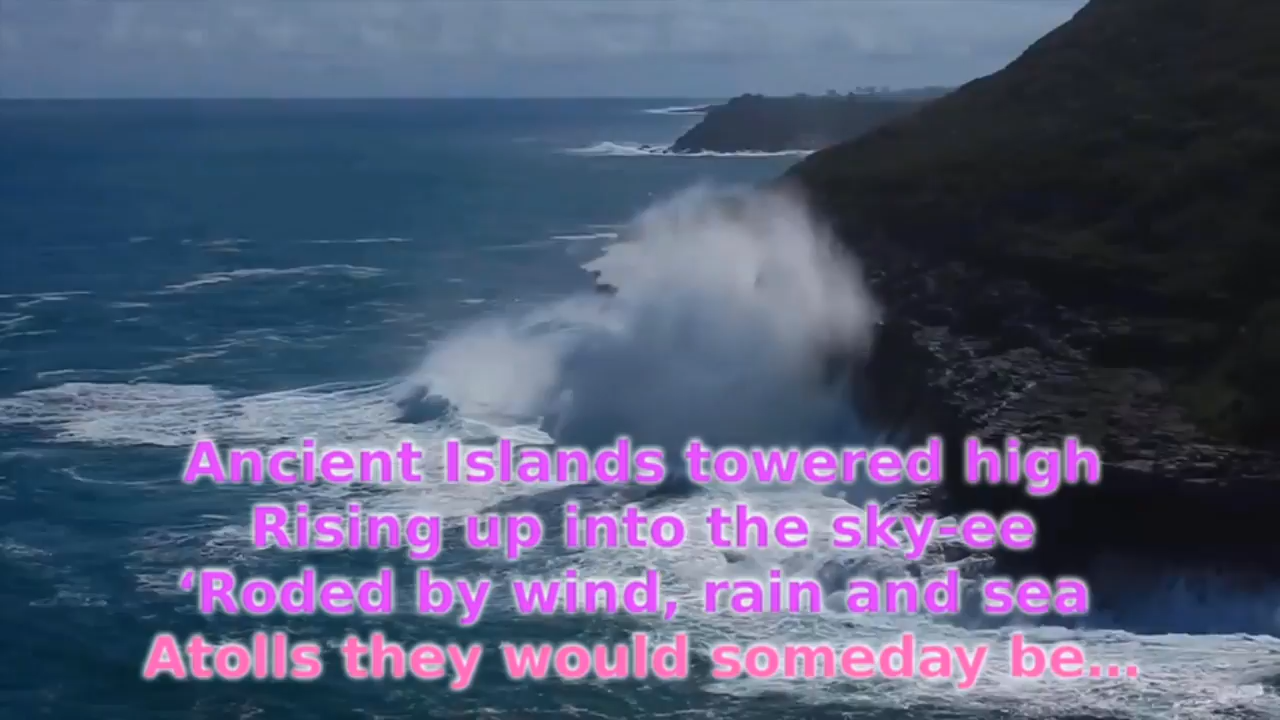 Ancient Islands towered high
Rising up into the sky-ee
‘Roded by wind, rain and sea
Atolls they would someday be...